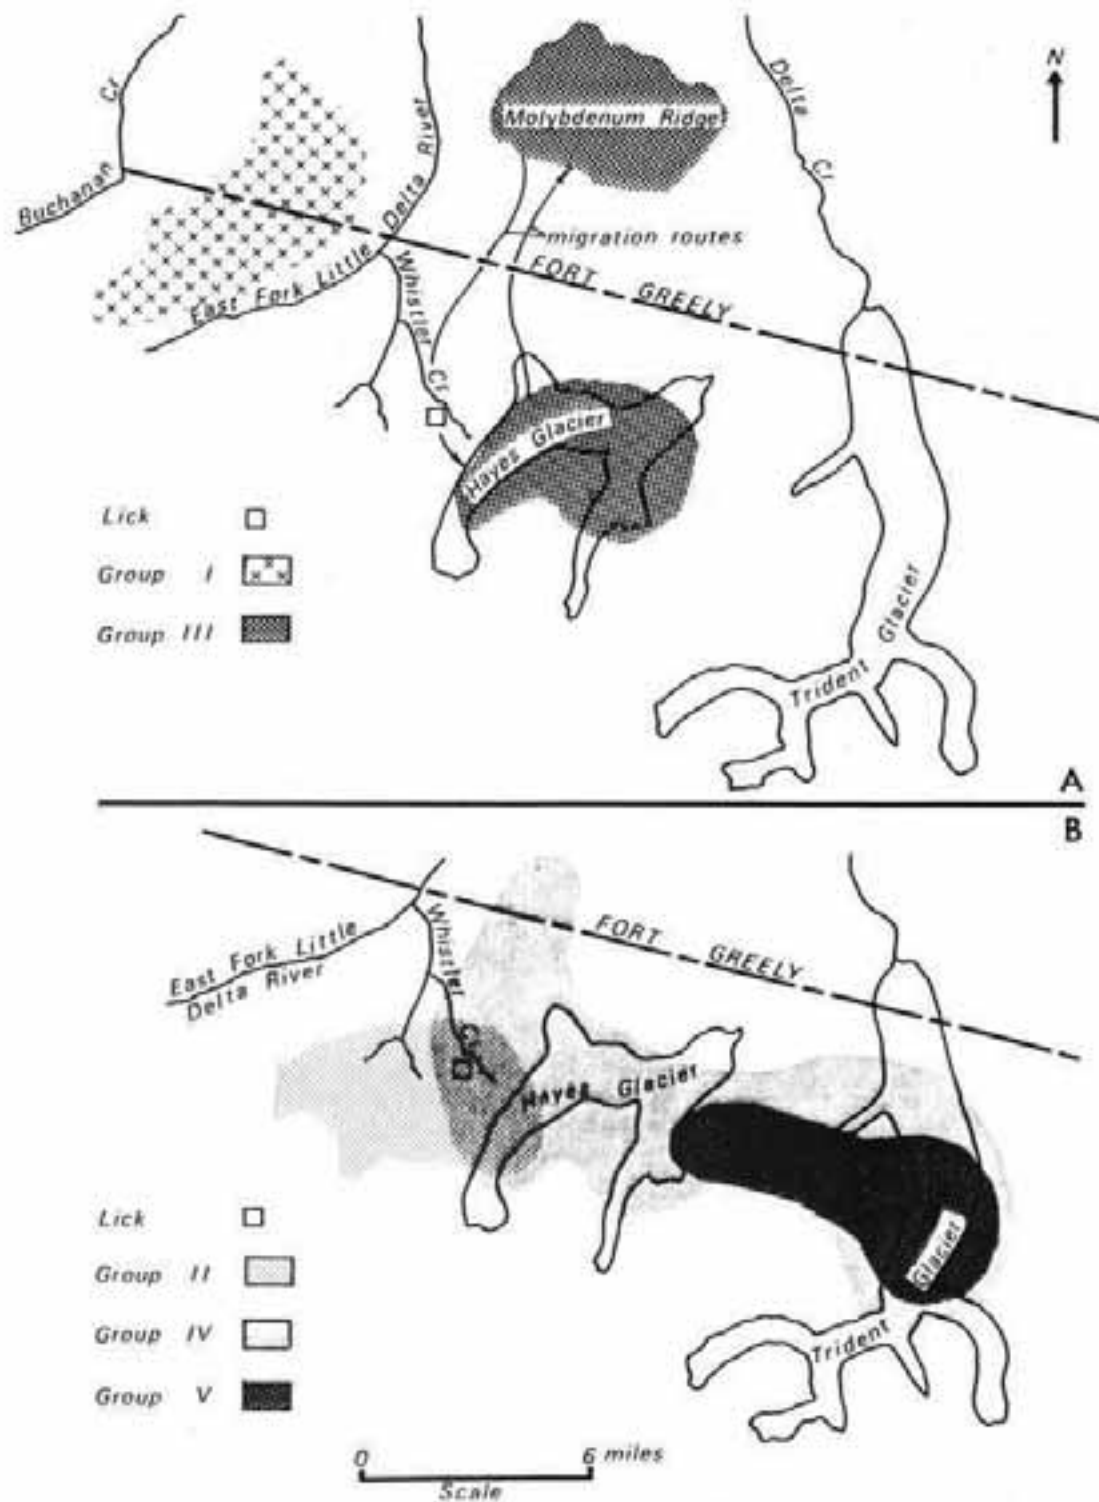 N
Cr
Buchanan
Delta River
Molybdenum Ridge
Delta
Cr
migration routes
East Fork Little
Whistler
Cr
FORT GREELY
Hayes Glacier
Lick
Group I
Group III
Trident Glacier
A
B
FORT GREELY
East Fork Little
Delta River
Whistler
Cr
Hayes Glacier
Glacier
Trident
Lick
Group II
Group IV
Group V
0 6 miles
Scale